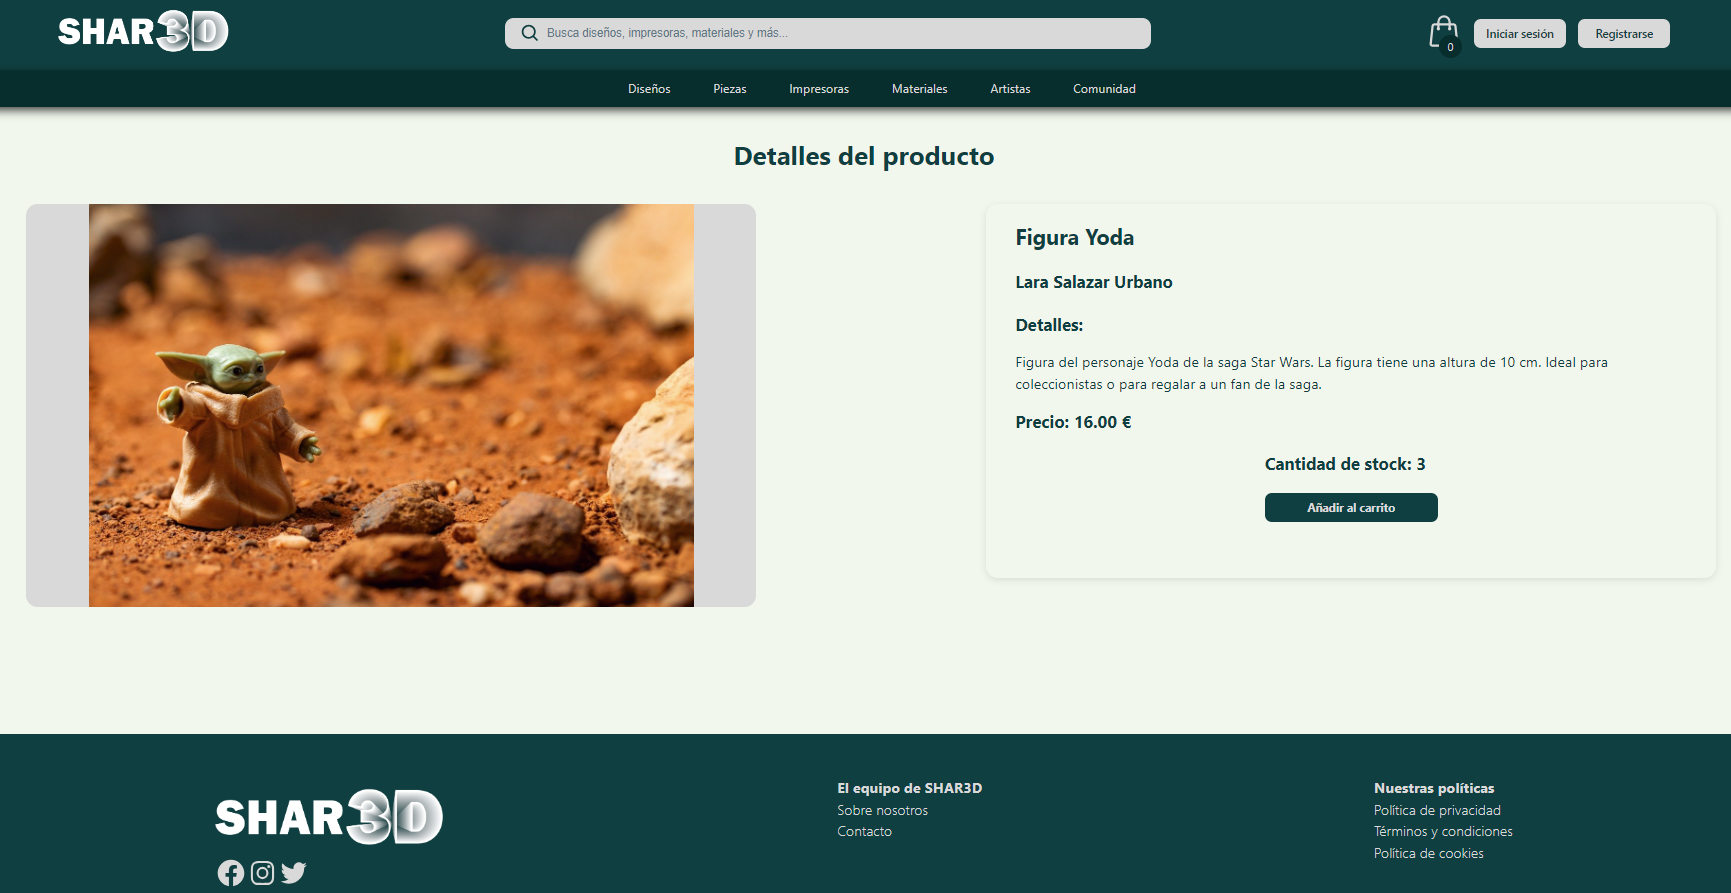 SHAR3D
Busca diseños, impresoras, materiales y más...
0
Iniciar sesión
Registrarse
Diseños
Piezas
Impresoras
Materiales
Artistas
Comunidad
Detalles del producto
Figura Yoda
Lara Salazar Urbano
Detalles:
Figura del personaje Yoda de la saga Star Wars. La figura tiene una altura de 10 cm. Ideal para
coleccionistas o para regalar a un fan de la saga.
Precio: 16.00 €
Cantidad de stock: 3
Añadir al carrito
SHAR3D
El equipo de SHAR3D
Sobre nosotros
Contacto
Nuestras políticas
Política de privacidad
Términos y condiciones
Política de cookies